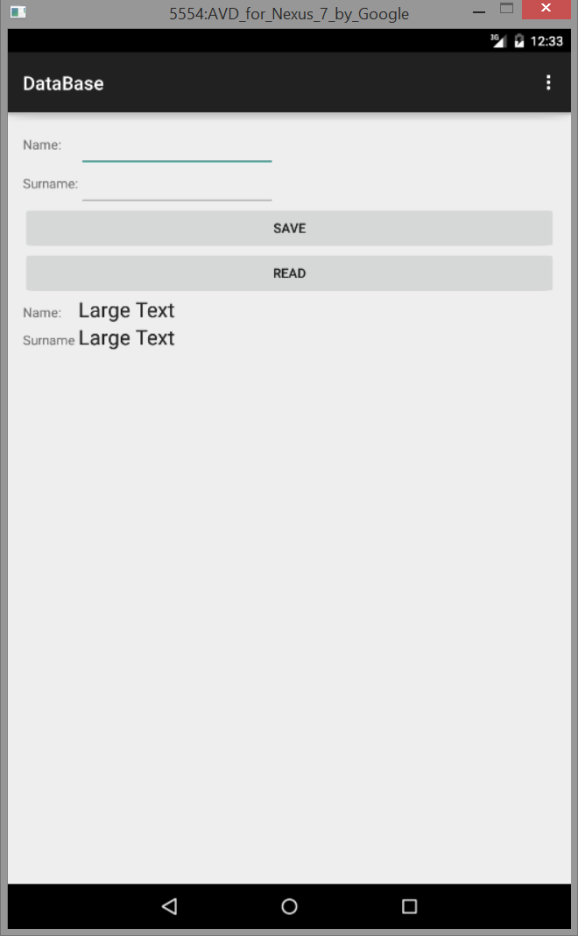 5554:AVD_for_Nexus_7_by_Google
3G 12:33
DataBase
Name:
Surname:
SAVE
READ
Name: Large Text
Surname Large Text